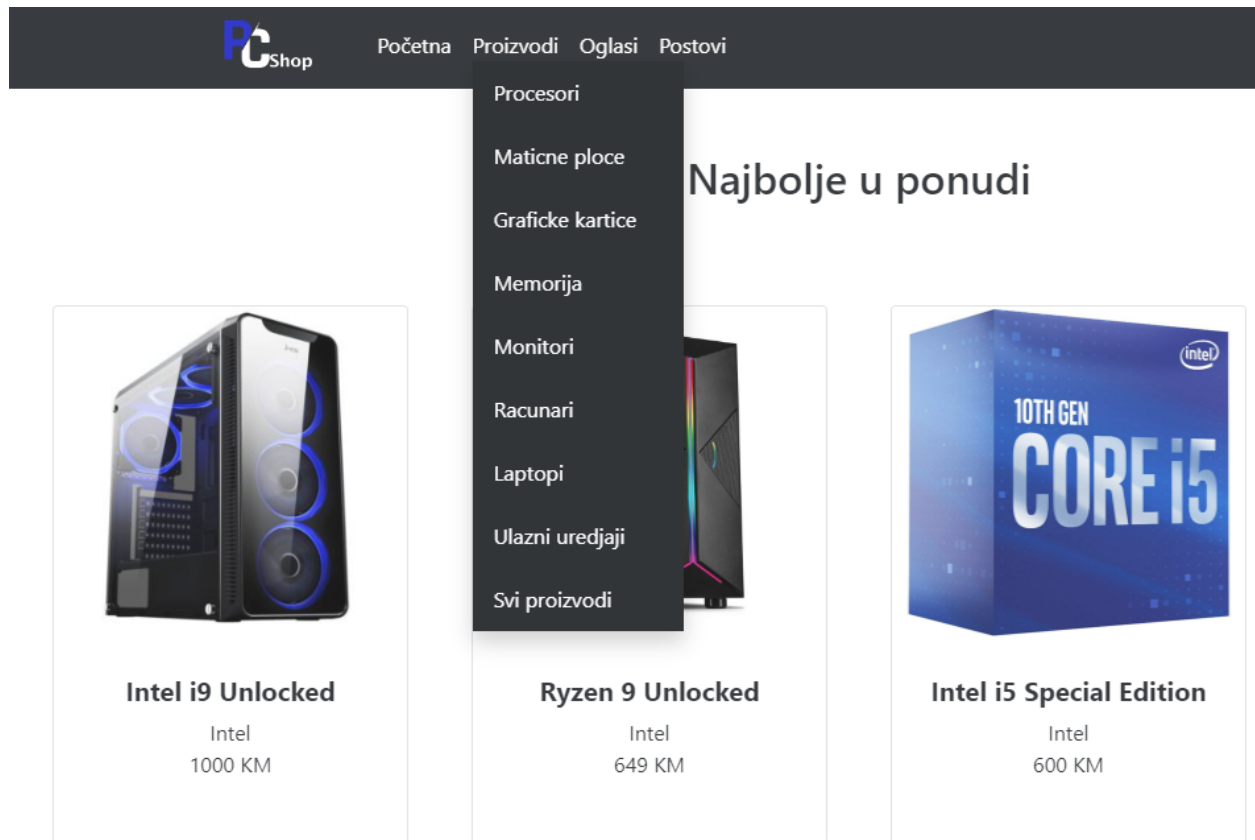 PC Shop
Početna Proizvodi Oglasi Postovi
Procesori
Maticne ploce
Graficke kartice
Memorija
Monitori
Racunari
Laptopi
Ulazni uredjaji
Svi proizvodi
Najbolje u ponudi
intel
10TH GEN
CORE i5
Intel i9 Unlocked
Intel
1000 KM
Ryzen 9 Unlocked
Intel
649 KM
Intel i5 Special Edition
Intel
600 KM